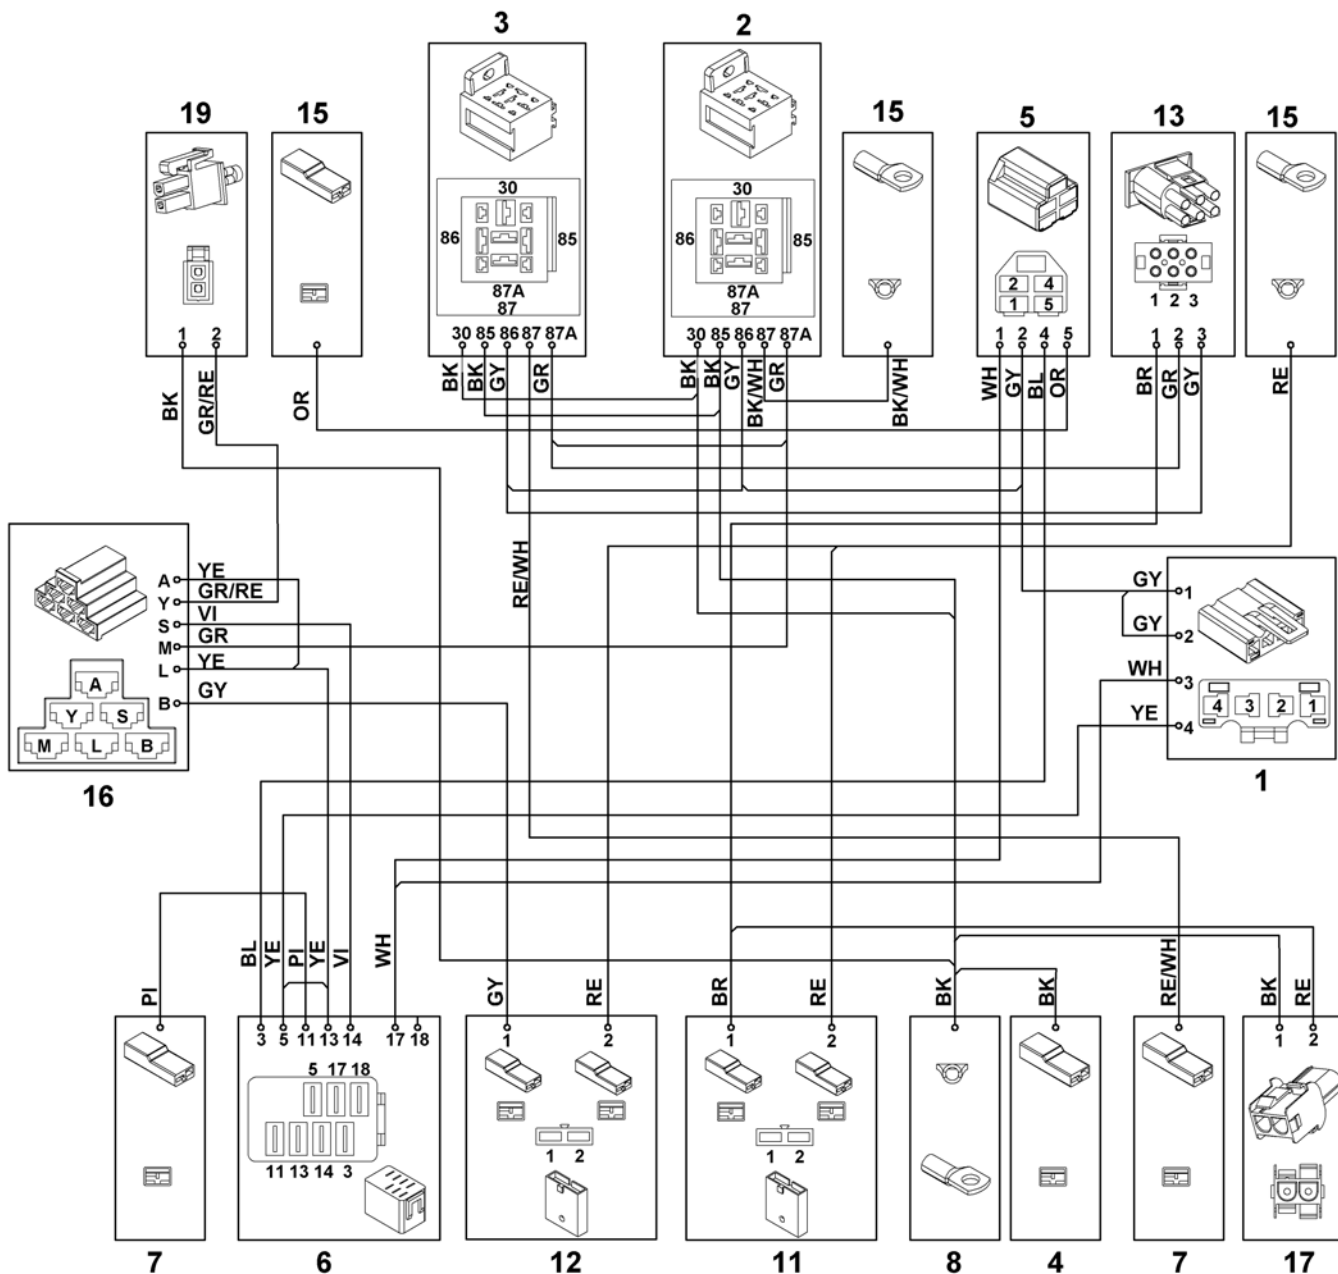 3 2
19 15 15 5 13 15
30 30
86 85 86 85
87A 87A
87 87
2 4
1 5
1 2 3
1 2 30 85 86 87 87A 30 85 86 87 87A 1 2 4 5 1 2 3
BK GR/RE OR BK BK GY GR BK BK GY BK/WH GR BK/WH WH GY BL OR BR GR GY RE
RE/WH
A YE
Y GR/RE
S VI
M GR
L YE
B GY
A
Y S
M L B
16
GY 1
GY 2
WH 3
YE 4
4 3 2 1
1
PI BL YE PI YE VI WH GY RE BR RE BK BK RE/WH BK RE
3 5 11 13 14 17 18 1 2 1 2 1 2
5 17 18
11 13 14 3
1 2 1 2
7 6 12 11 8 4 7 17